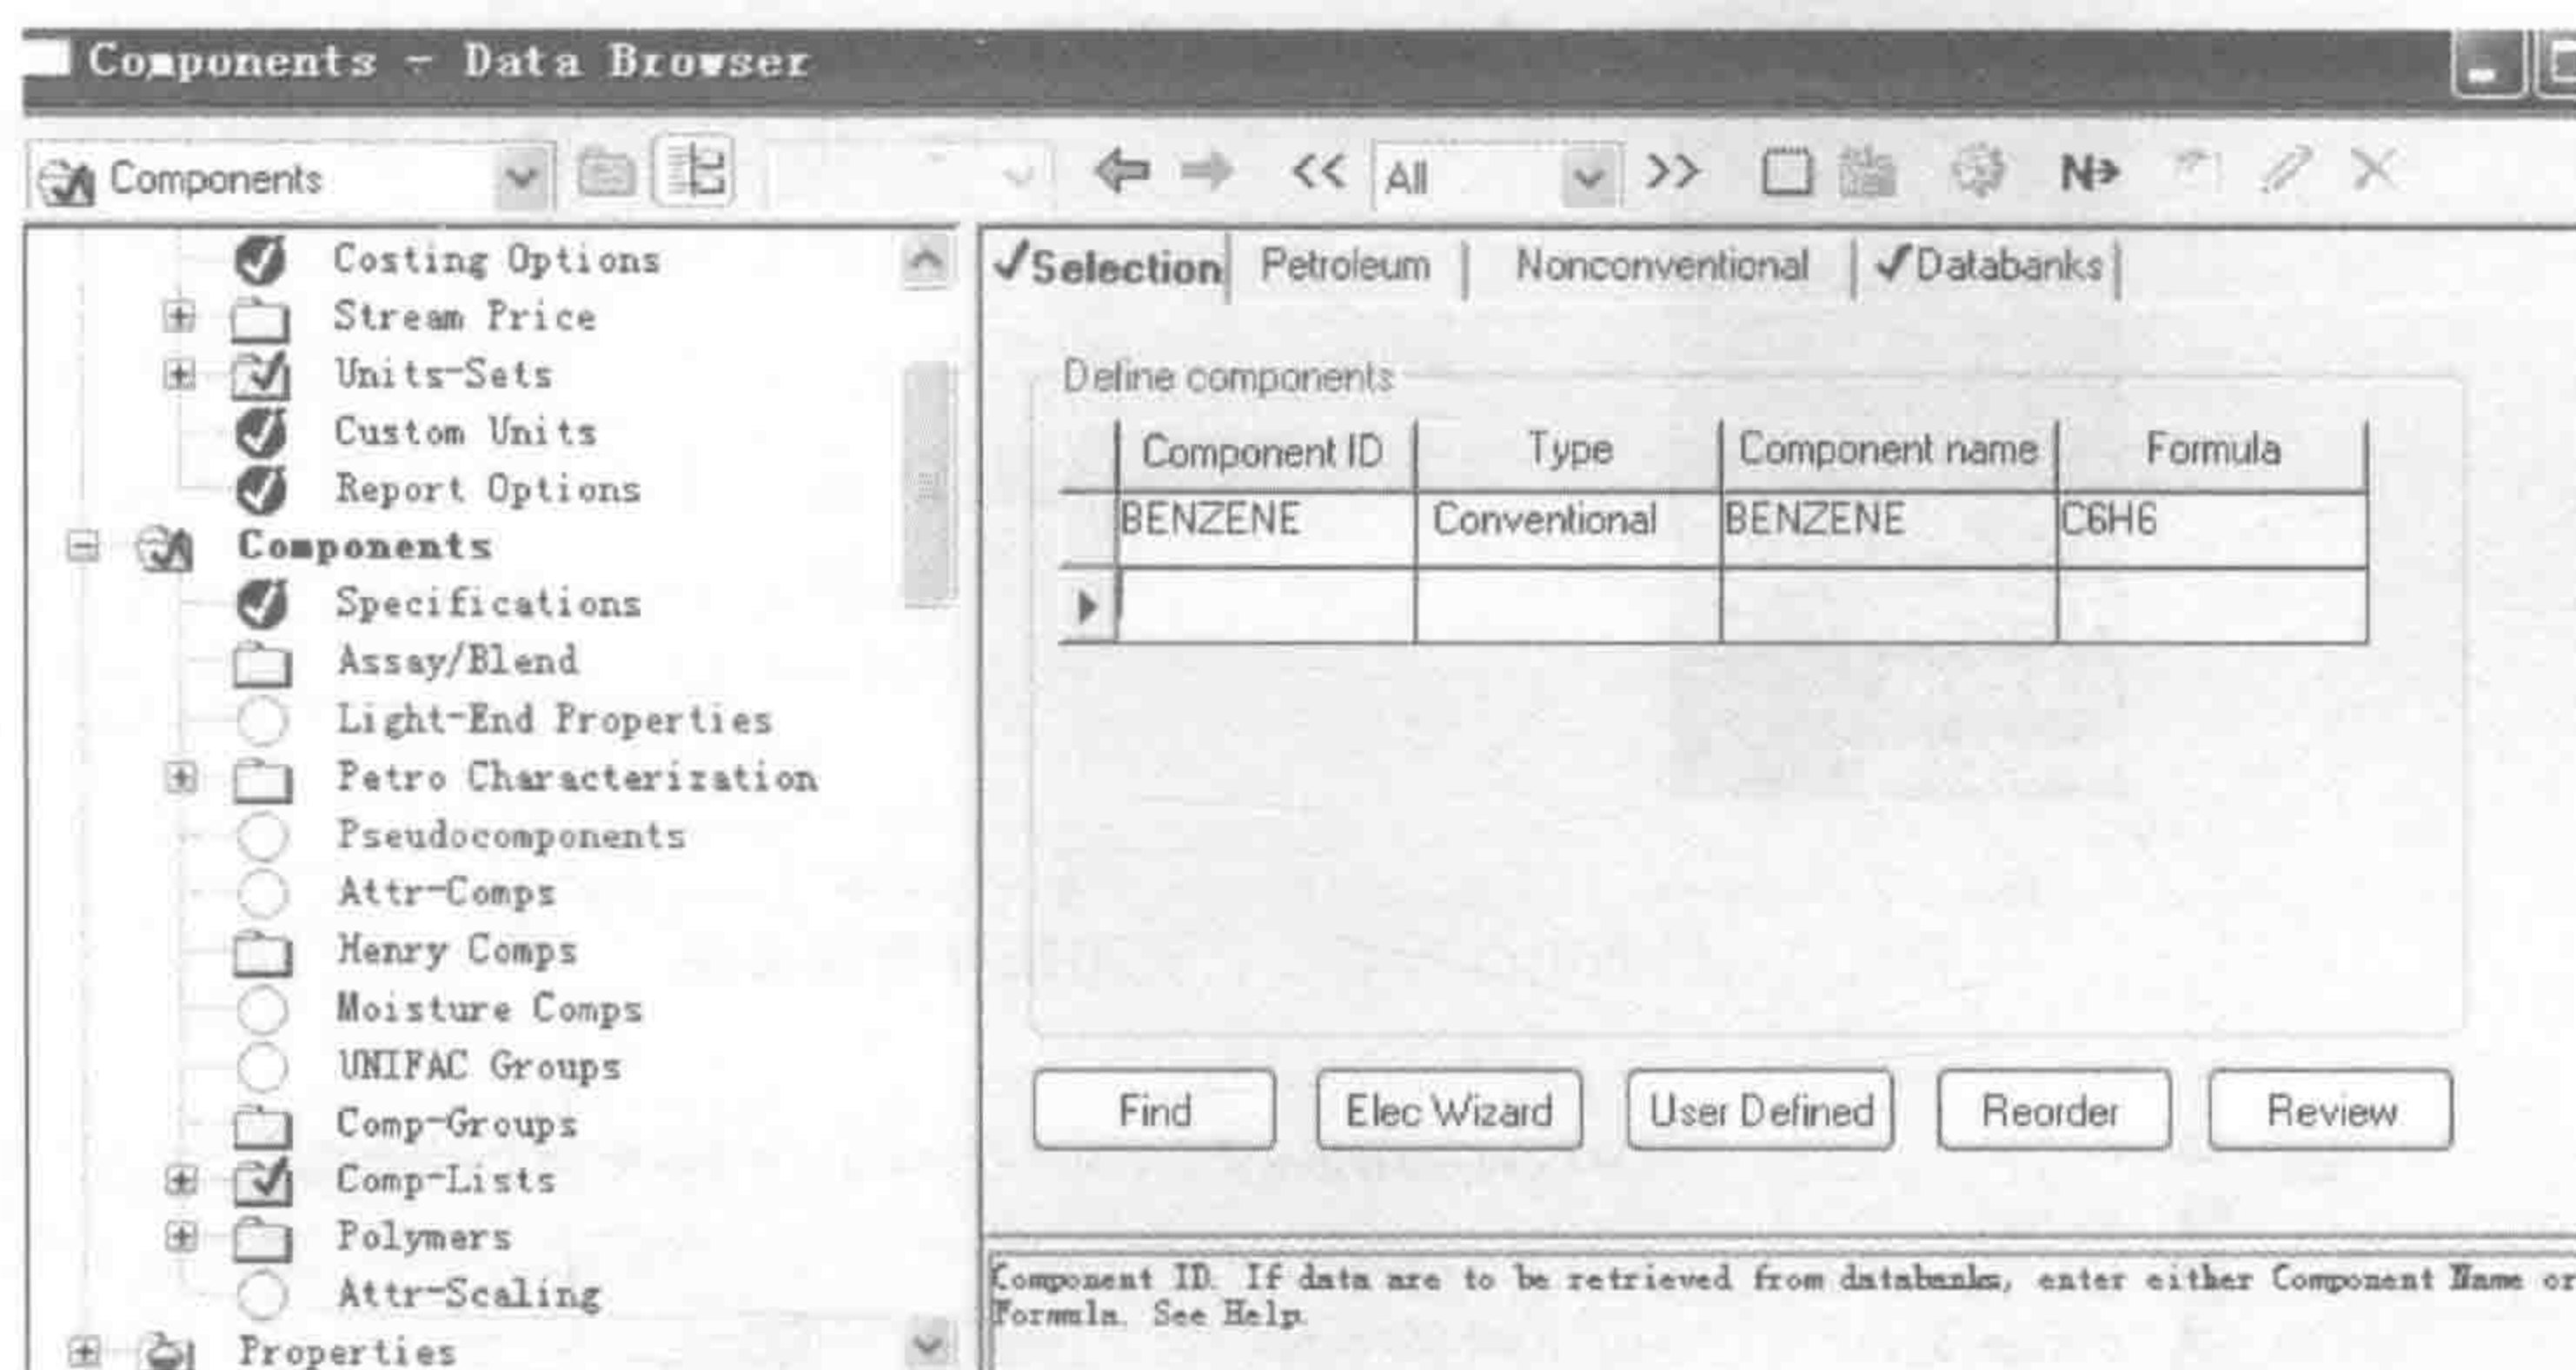 Components - Data Browser
Components
<< All >> N
Costing Options
Stream Price
Units-Sets
Custom Units
Report Options
Components
Specifications
Assay/Blend
Light-End Properties
Petro Characterization
Pseudocomponents
Attr-Comps
Henry Comps
Moisture Comps
UNIFAC Groups
Comp-Groups
Comp-Lists
Polymers
Attr-Scaling
Properties
Selection Petroleum Nonconventional Databanks
Define components
Component ID Type Component name Formula
BENZENE Conventional BENZENE C6H6
Find Elec Wizard User Defined Reorder Review
Component ID. If data are to be retrieved from databanks, enter either Component Name or
Formula. See Help.